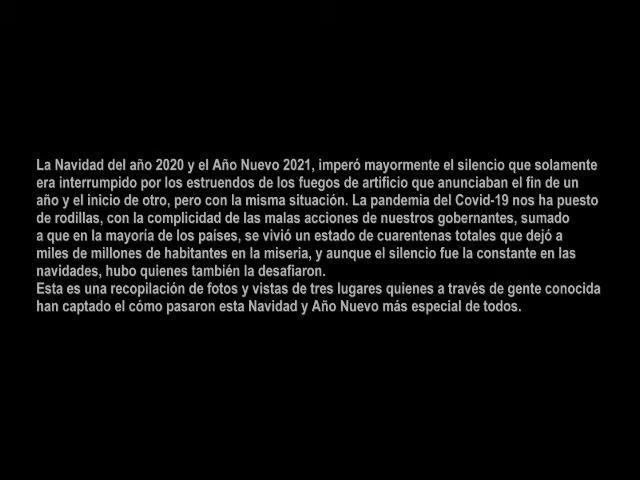 La Navidad del año 2020 y el Año Nuevo 2021, imperó mayormente el silencio que solamente
era interrumpido por los estruendos de los fuegos de artificio que anunciaban el fin de un
año y el inicio de otro, pero con la misma situación. La pandemia del Covid-19 nos ha puesto
de rodillas, con la complicidad de las malas acciones de nuestros gobernantes, sumado
a que en la mayoría de los países, se vivió un estado de cuarentenas totales que dejó a
miles de millones de habitantes en la miseria, y aunque el silencio fue la constante en las
navidades, hubo quienes también la desafiaron.
Esta es una recopilación de fotos y vistas de tres lugares quienes a través de gente conocida
han captado el cómo pasaron esta Navidad y Año Nuevo más especial de todos.